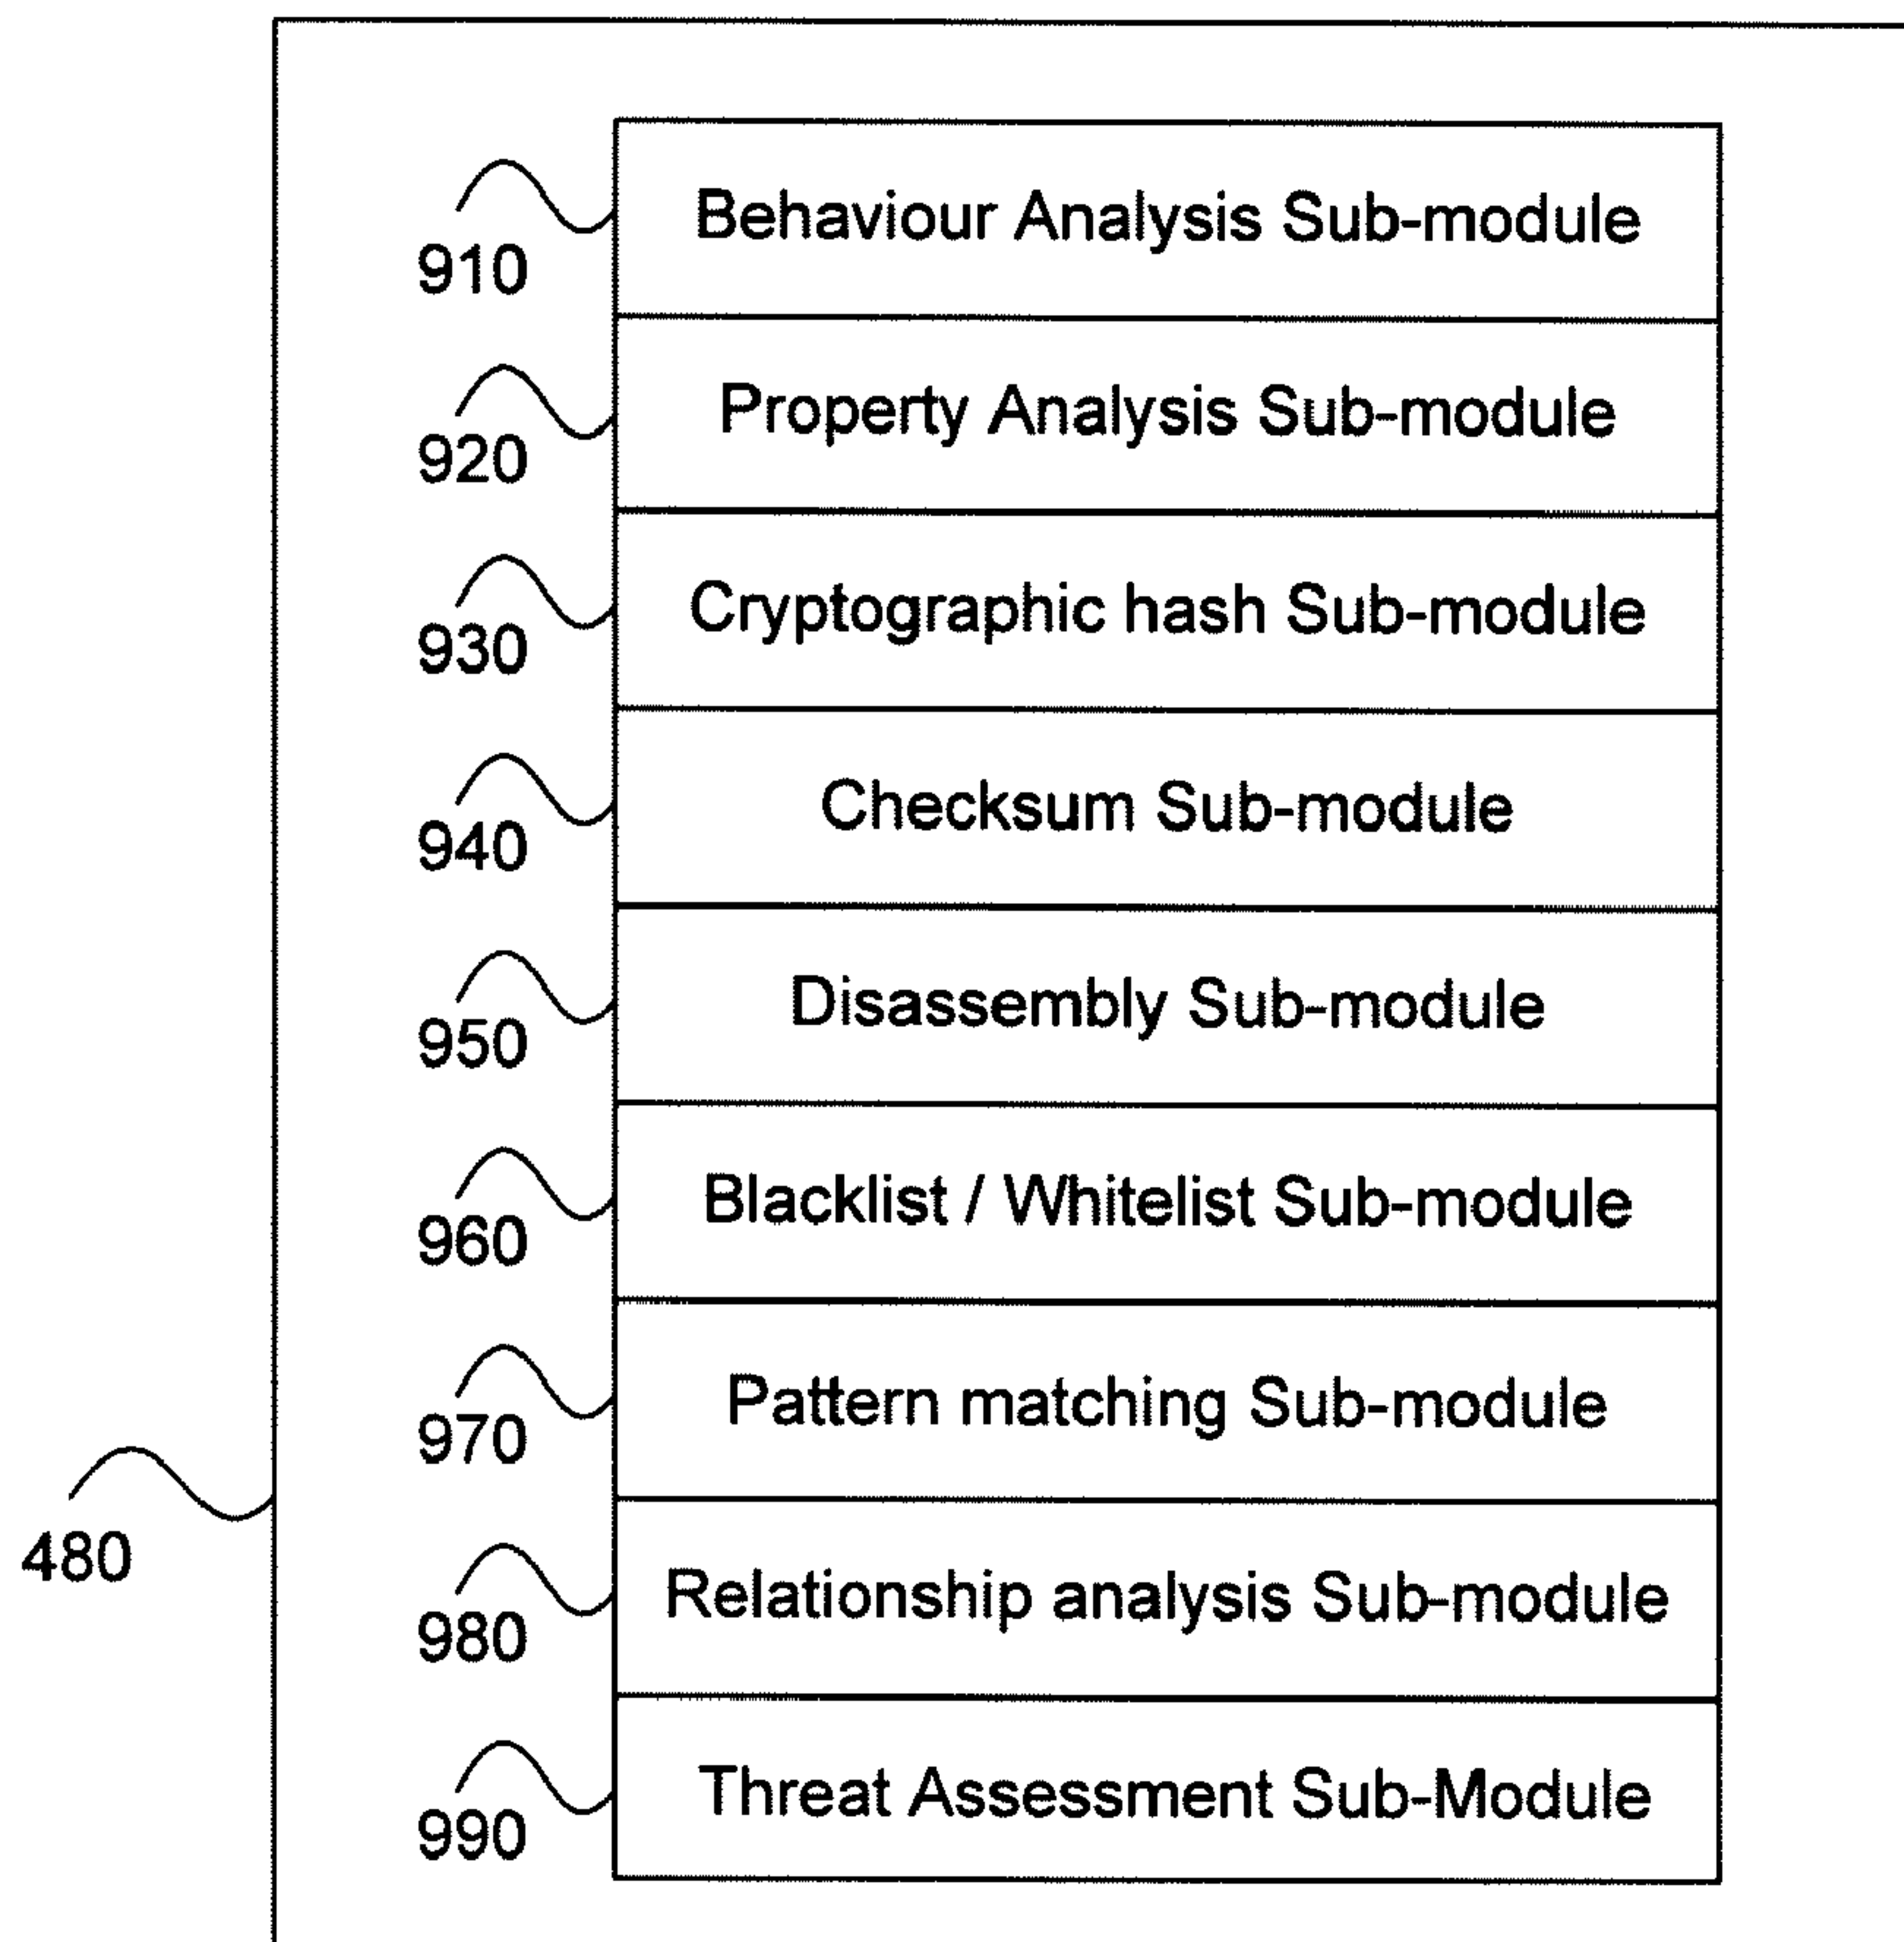 Behaviour Analysis Sub-module
910
Property Analysis Sub-module
920
Cryptographic hash Sub-module
930
Checksum Sub-module
940
Disassembly Sub-module
950
Blacklist / Whitelist Sub-module
960
Pattern matching Sub-module
970
480
Relationship analysis Sub-module
980
Threat Assessment Sub-Module
990